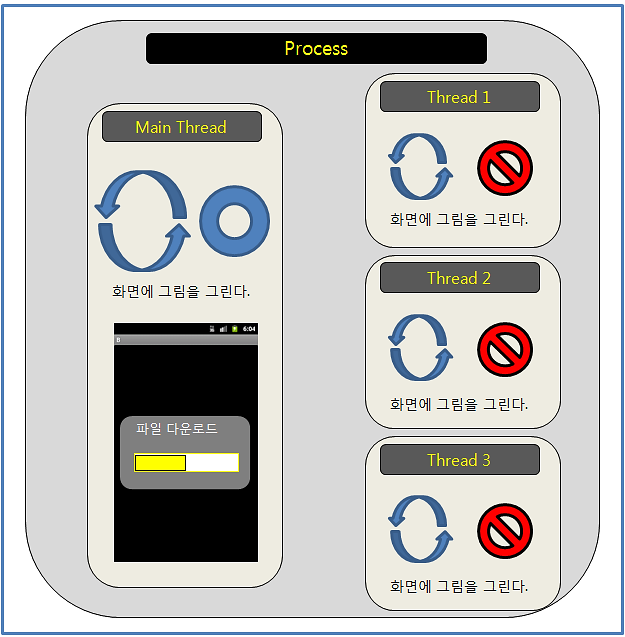 Process
Main Thread
화면에 그림을 그린다.
6:04
B
파일 다운로드
Thread 1
화면에 그림을 그린다.
Thread 2
화면에 그림을 그린다.
Thread 3
화면에 그림을 그린다.